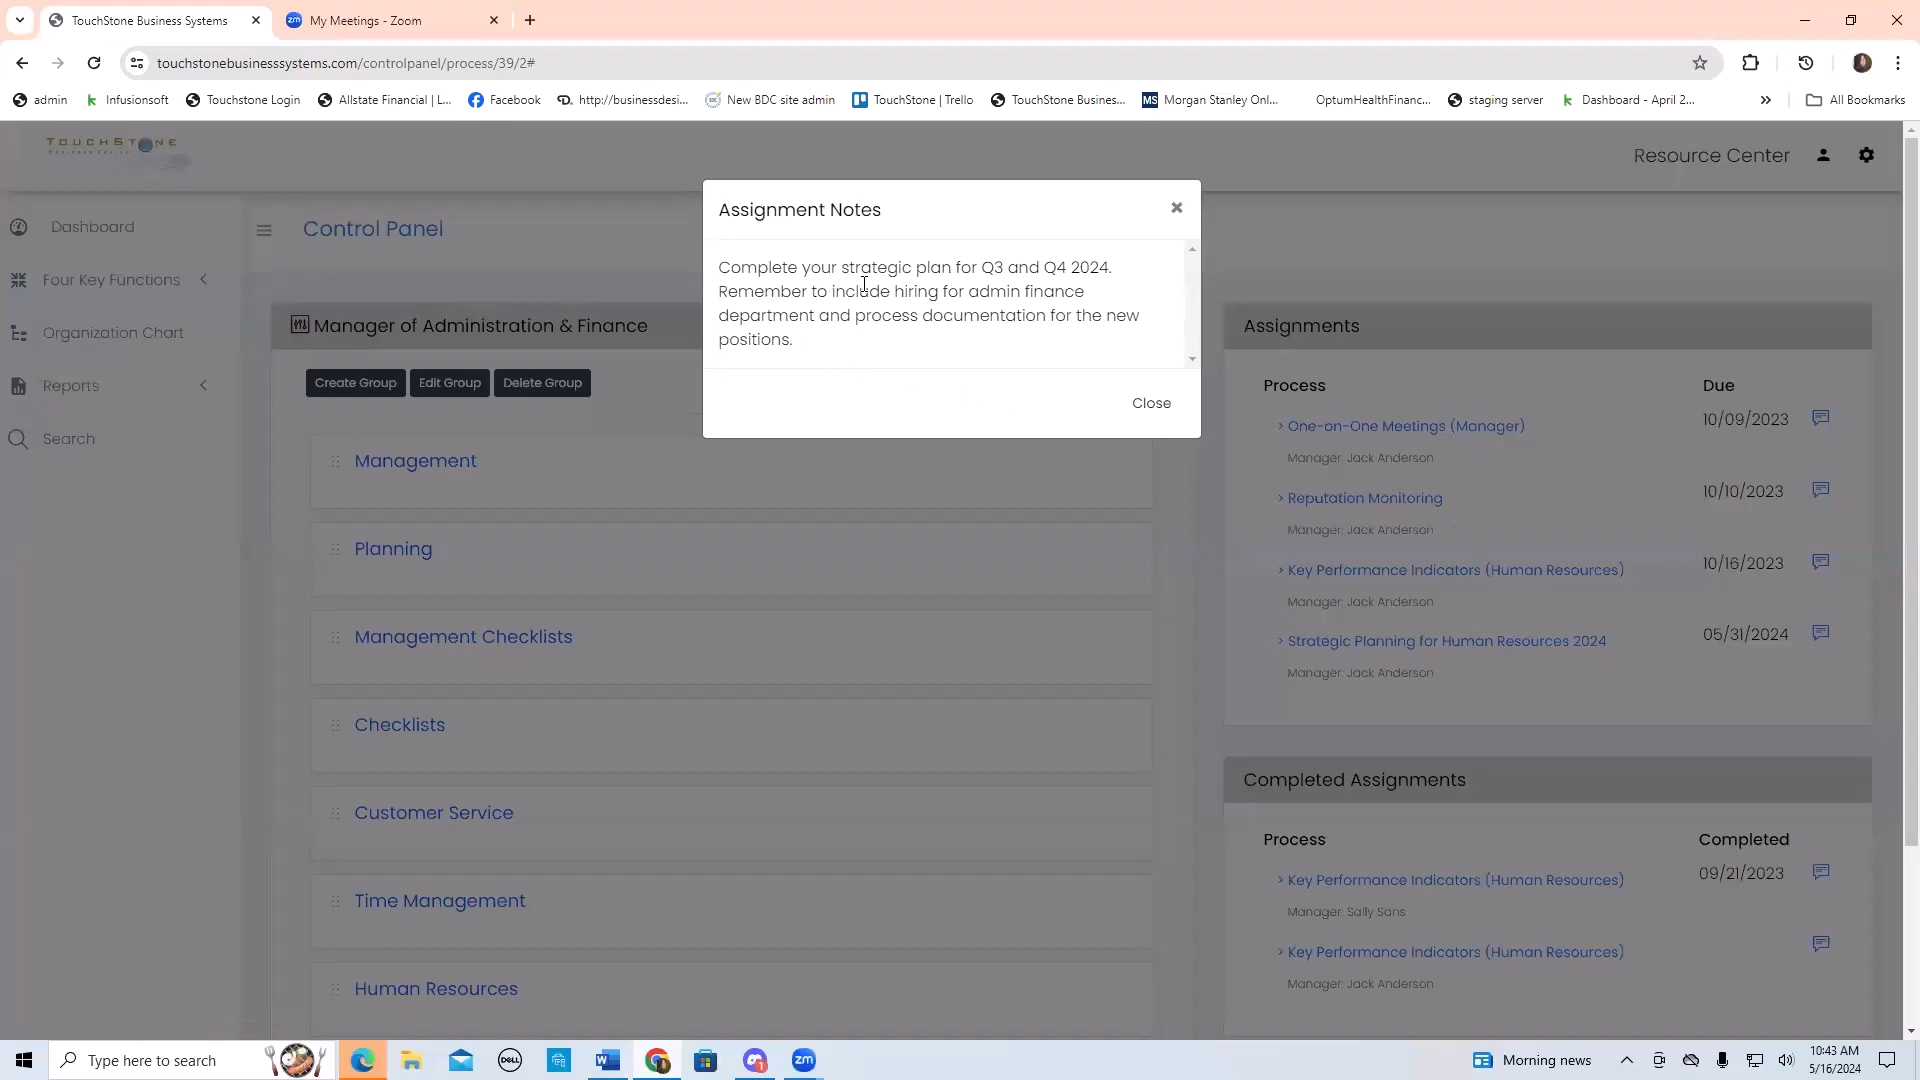 TouchStone Business Systems
My Meetings - Zoom
touchstonebusinesssystems.com/controlpanel/process/39/2#
admin
Infusionsoft
Touchstone Login
Allstate Financial | L...
Facebook
http://businessdesi...
New BDC site admin
TouchStone | Trello
TouchStone Busines...
MS Morgan Stanley Onl...
OptumHealthFinanc...
staging server
Dashboard - April 2...
All Bookmarks
TOUCHSTONE
Resource Center
Dashboard
Four Key Functions
Organization Chart
Reports
Search
Control Panel
Manager of Administration & Finance
Create Group
Edit Group
Delete Group
Management
Planning
Management Checklists
Checklists
Customer Service
Time Management
Human Resources
Assignment Notes
Complete your strategic plan for Q3 and Q4 2024.
Remember to include hiring for admin finance
department and process documentation for the new
positions.
Close
Assignments
Process Due
One-on-One Meetings (Manager) 10/09/2023
Manager: Jack Anderson
Reputation Monitoring 10/10/2023
Manager: Jack Anderson
Key Performance Indicators (Human Resources) 10/16/2023
Manager: Jack Anderson
Strategic Planning for Human Resources 2024 05/31/2024
Manager: Jack Anderson
Completed Assignments
Process Completed
Key Performance Indicators (Human Resources) 09/21/2023
Manager: Sally Sans
Key Performance Indicators (Human Resources)
Manager: Jack Anderson
Type here to search
DELL
zm
Morning news
10:43 AM
5/16/2024